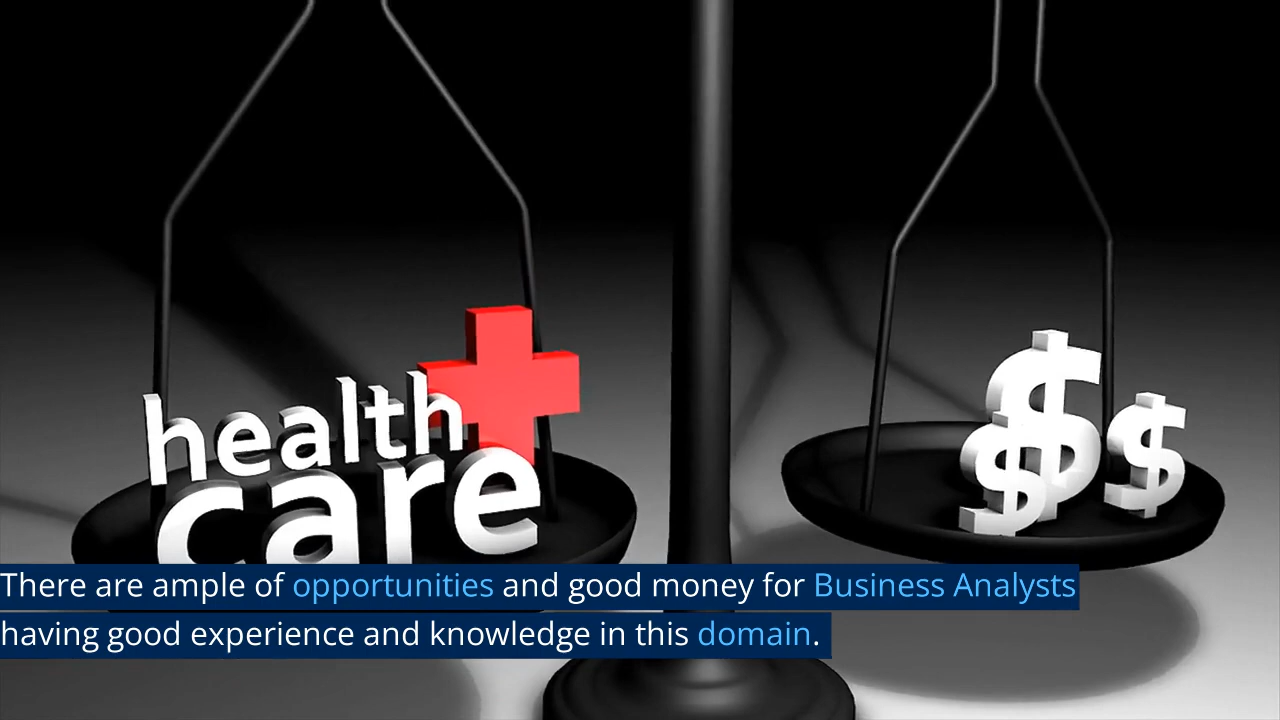 health
care
$ $ $
There are ample of opportunities and good money for Business Analysts
having good experience and knowledge in this domain.